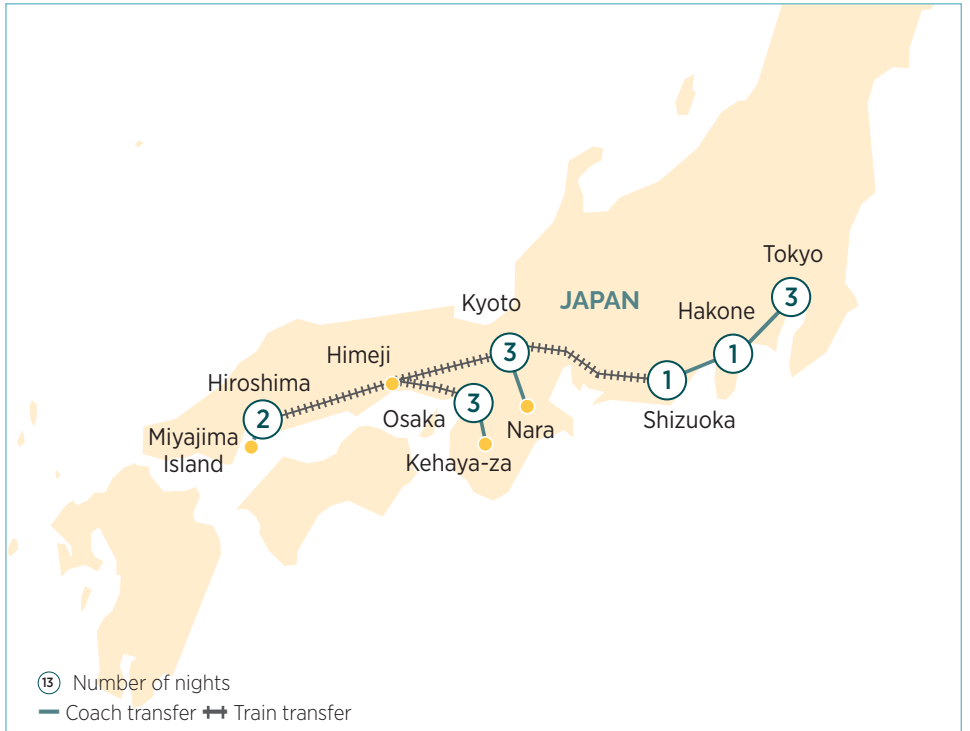 Tokyo
3
JAPAN
Kyoto
Hakone
3
1
Himeji
1
Hiroshima
3
2
Osaka
Nara
Shizuoka
Miyajima
Island
Kehaya-za
13 Number of nights
Coach transfer Train transfer